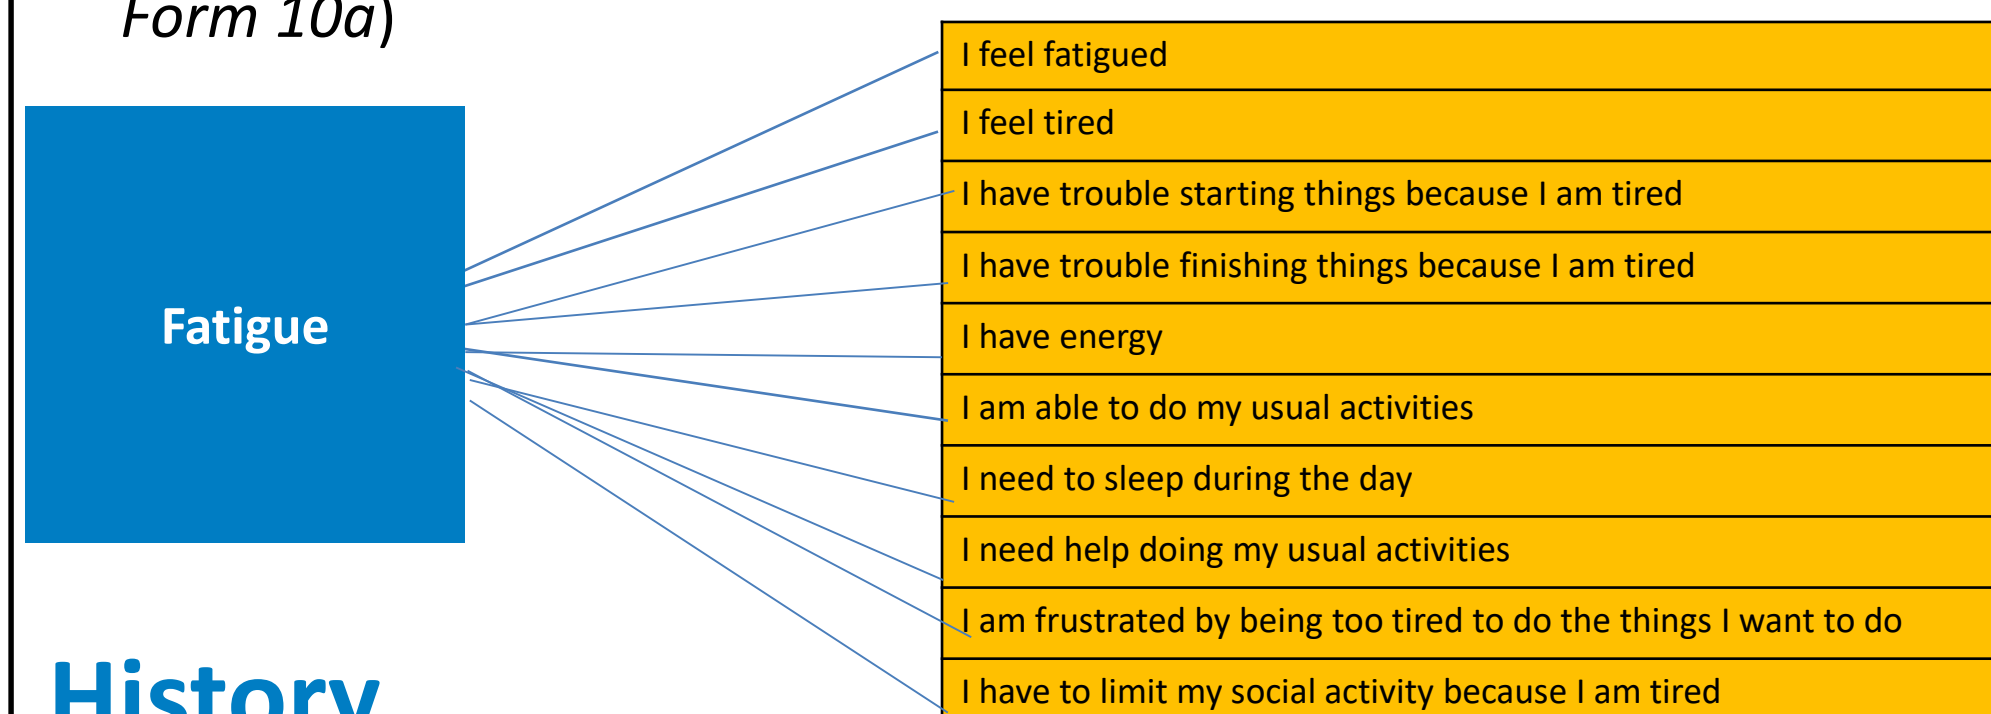 Form 10a)
I feel fatigued
I feel tired
I have trouble starting things because I am tired
I have trouble finishing things because I am tired
Fatigue
I have energy
I am able to do my usual activities
I need to sleep during the day
I need help doing my usual activities
I am frustrated by being too tired to do the things I want to do
I have to limit my social activity because I am tired
History